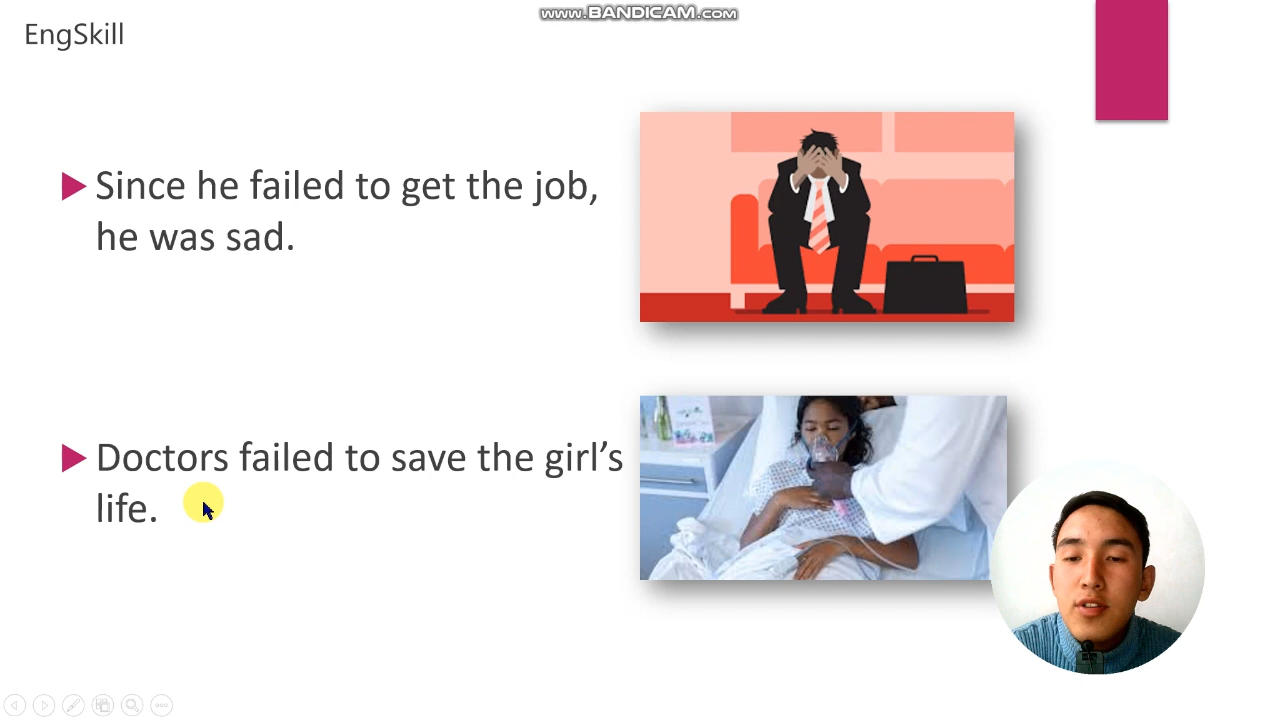 www.BANDICAM.com
EngSkill
Since he failed to get the job,
he was sad.
Doctors failed to save the girl’s
life.